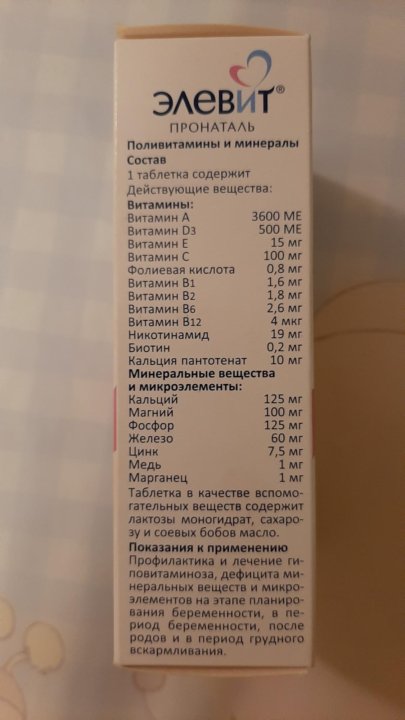 элевит®
ПРОНАТАЛЬ
Поливитамины и минералы
Состав
1 таблетка содержит
Действующие вещества:
Витамины:
Витамин А 3600 МЕ
Витамин D3 500 МЕ
Витамин Е 15 мг
Витамин С 100 мг
Фолиевая кислота 0,8 мг
Витамин В1 1,6 мг
Витамин В2 1,8 мг
Витамин В6 2,6 мг
Витамин В12 4 мкг
Никотинамид 19 мг
Биотин 0,2 мг
Кальция пантотенат 10 мг
Минеральные вещества
и микроэлементы:
Кальций 125 мг
Магний 100 мг
Фосфор 125 мг
Железо 60 мг
Цинк 7,5 мг
Медь 1 мг
Марганец 1 мг
Таблетка в качестве вспомо-
гательных веществ содержит
лактозы моногидрат, сахаро-
зу и соевых бобов масло.
Показания к применению
Профилактика и лечение ги-
повитаминоза, дефицита ми-
неральных веществ и микро-
элементов на этапе планиро-
вания беременности, в пе-
риод беременности, после
родов и в период грудного
вскармливания.